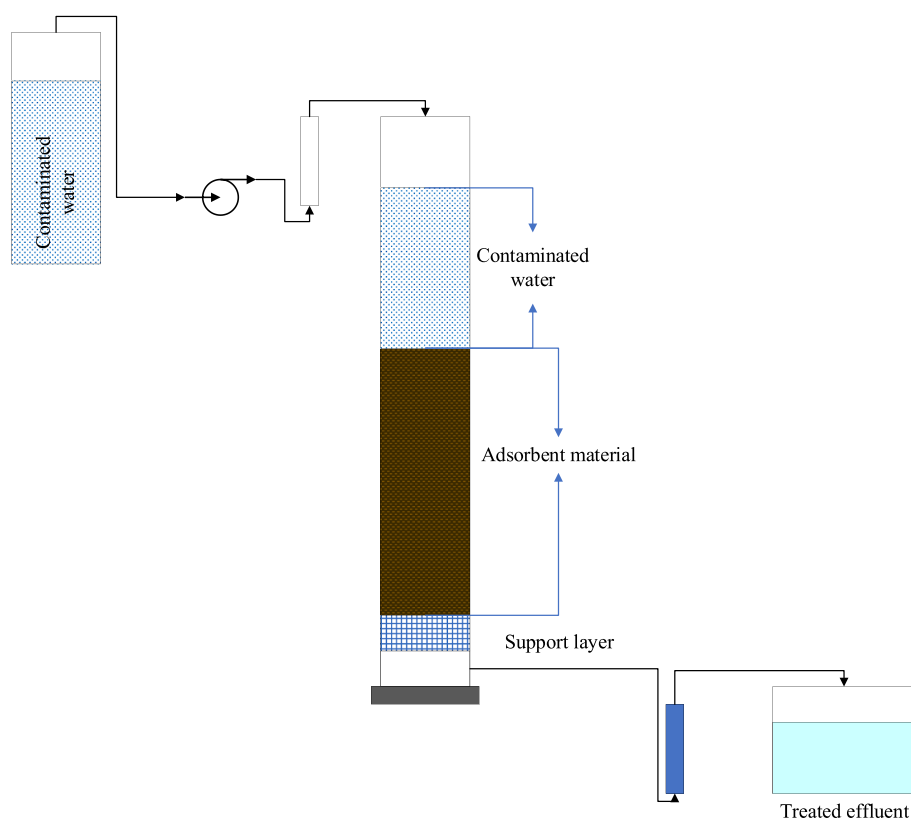 Contaminated
water
Contaminated
water
Adsorbent material
Support layer
Treated effluent